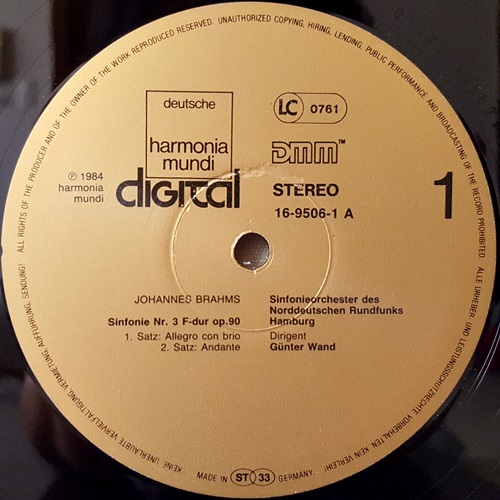 ALL RIGHTS OF THE PRODUCER AND OF THE OWNER OF THE WORK REPRODUCED RESERVED. UNAUTHORIZED COPYING, HIRING, LENDING, PUBLIC PERFORMANCE AND BROADCASTING OF THE RECORD PROHIBITED.
deutsche
harmonia
mundi
LC 0761
DMM™
℗ 1984
harmonia
mundi
digital
STEREO
16-9506-1 A
1
JOHANNES BRAHMS
Sinfonie Nr. 3 F-dur op.90
1. Satz: Allegro con brio
2. Satz: Andante
Sinfonieorchester des
Norddeutschen Rundfunks
Hamburg
Dirigent
Günter Wand
ALLE URHEBER- UND LEISTUNGSSCHUTZRECHTE VORBEHALTEN. KEIN VERLEIH! KEINE UNERLAUBTE VERVIELFÄLTIGUNG, VERMIETUNG, AUFFÜHRUNG, SENDUNG!
MADE IN ST 33 GERMANY